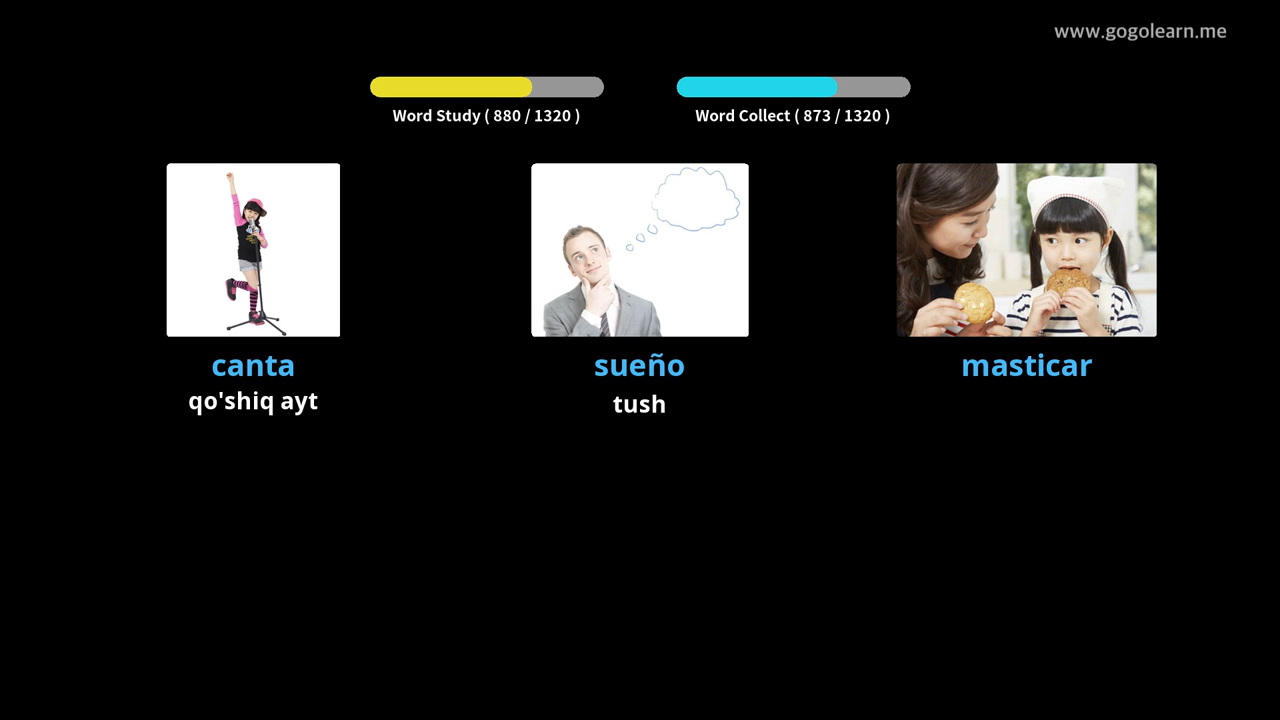 www.gogolearn.me
Word Study ( 880 / 1320 )
Word Collect ( 873 / 1320 )
canta
sueño
masticar
qo'shiq ayt
tush